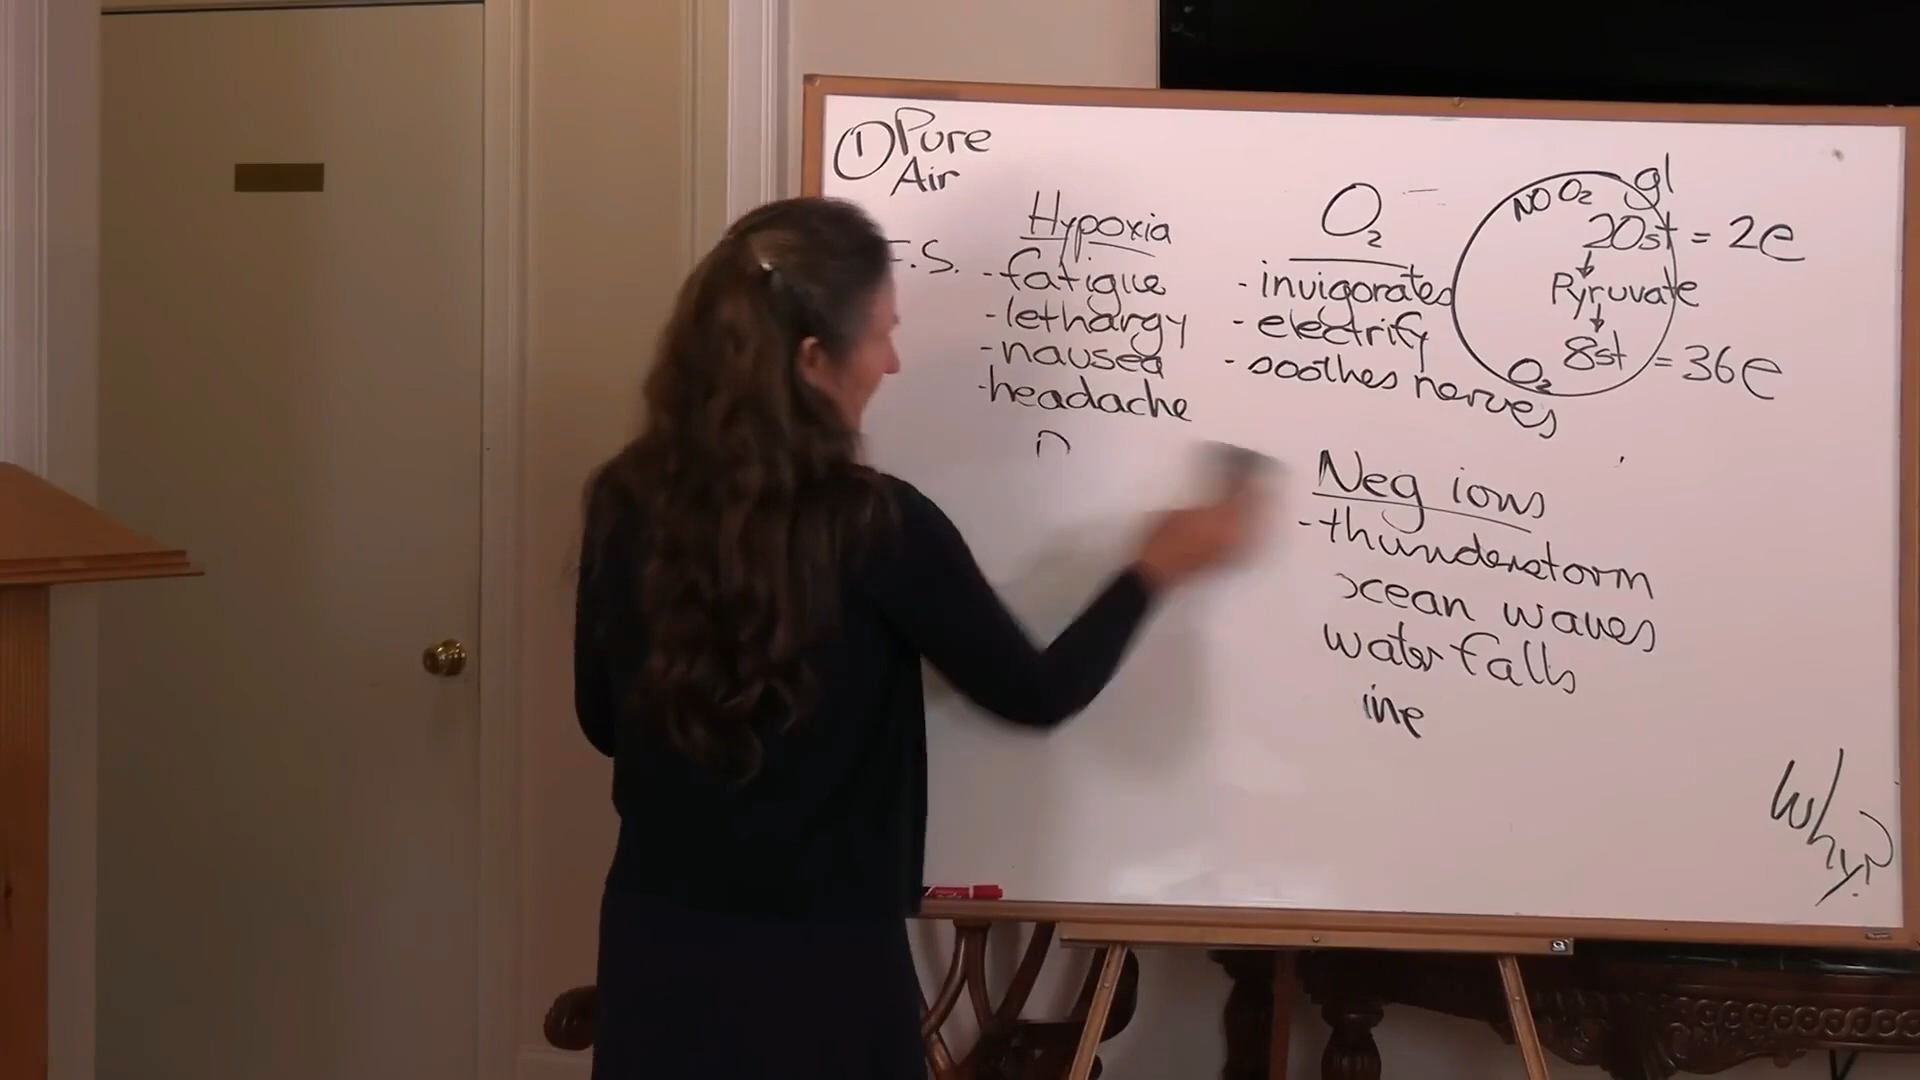 ① Pure
Air
F.S.
Hypoxia
-fatigue
-lethargy
-nausea
-headache
O₂
-invigorates
-electrify
-soothes nerves
NO O₂
gl
20st = 2e
↓
Pyruvate
↓
8st = 36e
O₂
Neg ions
-thunderstorm
ocean waves
waterfalls
Why?